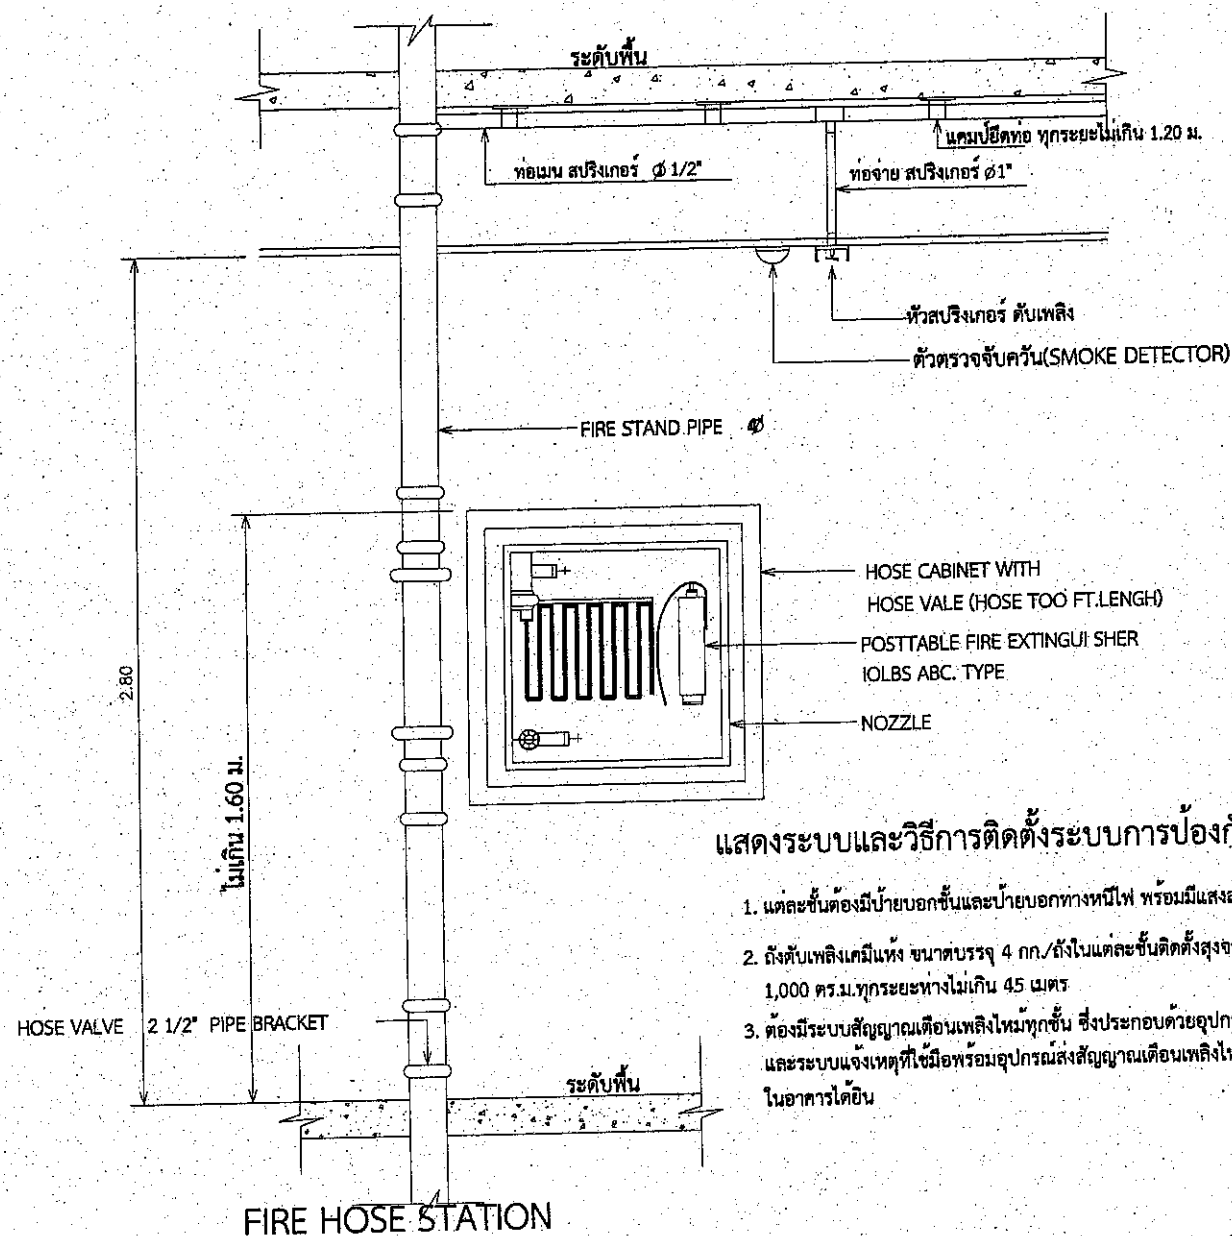 ระดับพื้น
แคมป์ยึดท่อ ทุกระยะไม่เกิน 1.20 ม.
ท่อเมน สปริงเกอร์ Ø 1/2"
ท่อจ่าย สปริงเกอร์ Ø1"
หัวสปริงเกอร์ ดับเพลิง
ตัวตรวจจับควัน(SMOKE DETECTOR)
FIRE STAND PIPE
HOSE CABINET WITH
HOSE VALE (HOSE TOO FT.LENGH)
POSTTABLE FIRE EXTINGUI SHER
IOLBS ABC. TYPE
NOZZLE
2.80
ไม่เกิน 1.60 ม.
แสดงระบบและวิธีการติดตั้งระบบการป้องกั
1. แต่ละชั้นต้องมีป้ายบอกชั้นและป้ายบอกทางหนีไฟ พร้อมมีแสงส
2. ถังดับเพลิงเคมีแห้ง ขนาดบรรจุ 4 กก./ถังในแต่ละชั้นติดตั้งสูงจ
1,000 ตร.ม.ทุกระยะห่างไม่เกิน 45 เมตร
3. ต้องมีระบบสัญญาณเตือนเพลิงไหม้ทุกชั้น ซึ่งประกอบด้วยอุปก
และระบบแจ้งเหตุที่ใช้มือพร้อมอุปกรณ์ส่งสัญญาณเตือนเพลิงไ
ในอาคารได้ยิน
HOSE VALVE 2 1/2" PIPE BRACKET
ระดับพื้น
FIRE HOSE STATION